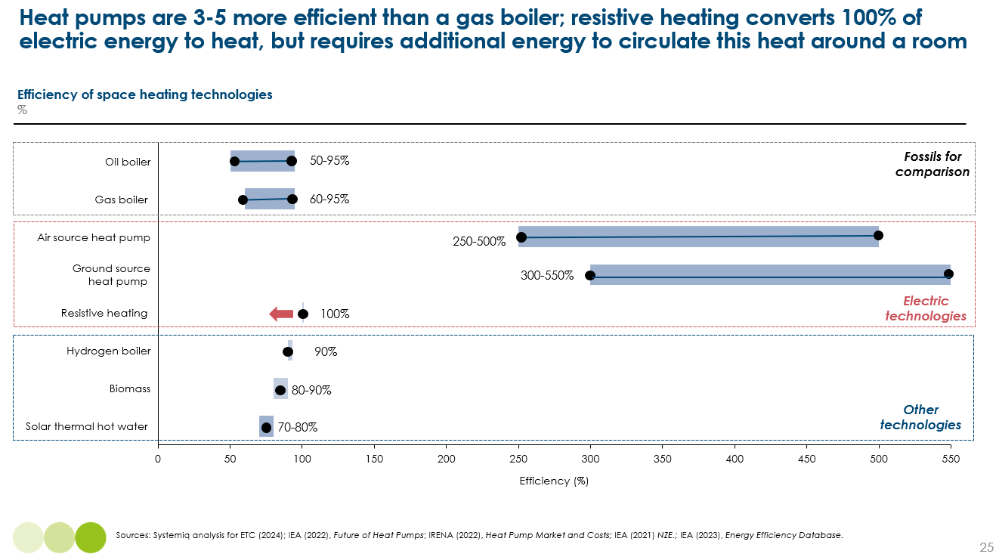 Heat pumps are 3-5 more efficient than a gas boiler; resistive heating converts 100% of
electric energy to heat, but requires additional energy to circulate this heat around a room
Efficiency of space heating technologies
%
Oil boiler
50-95%
Fossils for
comparison
Gas boiler
60-95%
Air source heat pump
250-500%
Ground source
heat pump
300-550%
Resistive heating
100%
Electric
technologies
Hydrogen boiler
90%
Biomass
80-90%
Solar thermal hot water
70-80%
Other
technologies
0 50 100 150 200 250 300 350 400 450 500 550
Efficiency (%)
Sources: Systemiq analysis for ETC (2024); IEA (2022), Future of Heat Pumps; IRENA (2022), Heat Pump Market and Costs; IEA (2021) NZE.; IEA (2023), Energy Efficiency Database.
25